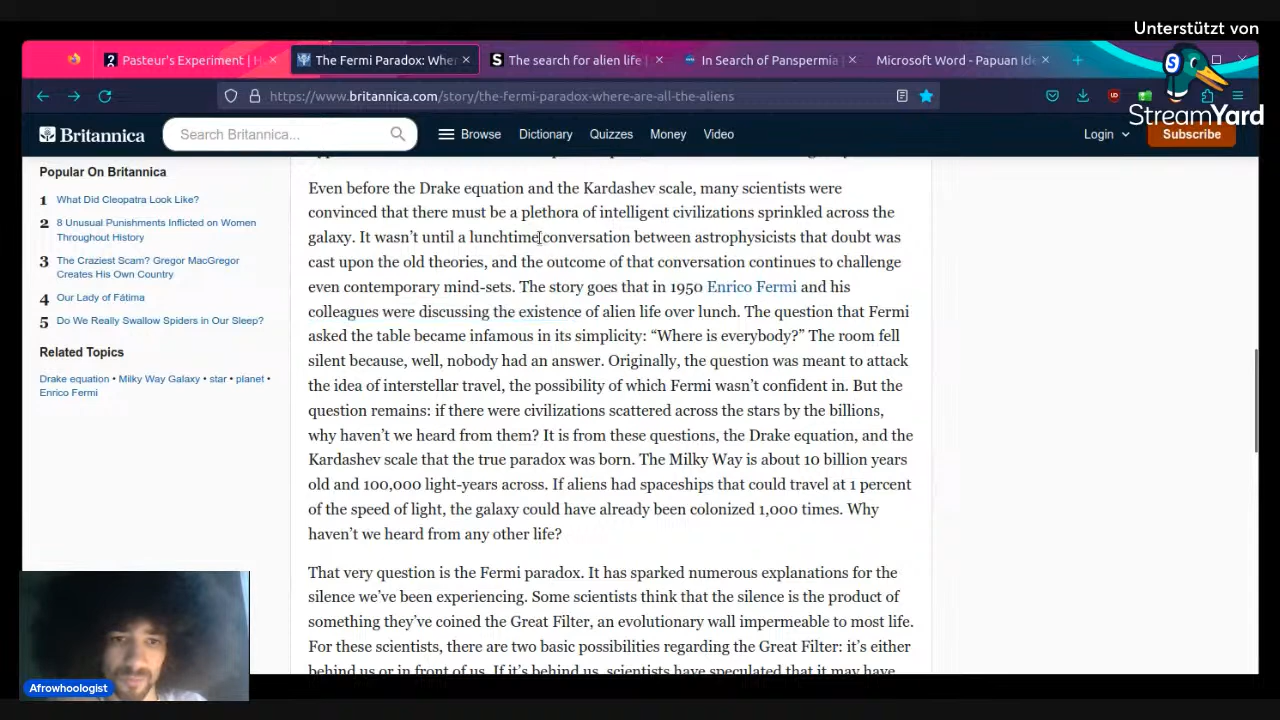 Unterstützt von
Pasteur's Experiment | H
The Fermi Paradox: Wher
The search for alien life |
In Search of Panspermia |
Microsoft Word - Papuan Ide
StreamYard
https://www.britannica.com/story/the-fermi-paradox-where-are-all-the-aliens
Britannica
Search Britannica...
Browse
Dictionary
Quizzes
Money
Video
Login
Subscribe
Popular On Britannica
1 What Did Cleopatra Look Like?
2 8 Unusual Punishments Inflicted on Women
Throughout History
3 The Craziest Scam? Gregor MacGregor
Creates His Own Country
4 Our Lady of Fátima
5 Do We Really Swallow Spiders in Our Sleep?
Related Topics
Drake equation • Milky Way Galaxy • star • planet •
Enrico Fermi
Even before the Drake equation and the Kardashev scale, many scientists were
convinced that there must be a plethora of intelligent civilizations sprinkled across the
galaxy. It wasn’t until a lunchtime conversation between astrophysicists that doubt was
cast upon the old theories, and the outcome of that conversation continues to challenge
even contemporary mind-sets. The story goes that in 1950 Enrico Fermi and his
colleagues were discussing the existence of alien life over lunch. The question that Fermi
asked the table became infamous in its simplicity: “Where is everybody?” The room fell
silent because, well, nobody had an answer. Originally, the question was meant to attack
the idea of interstellar travel, the possibility of which Fermi wasn’t confident in. But the
question remains: if there were civilizations scattered across the stars by the billions,
why haven’t we heard from them? It is from these questions, the Drake equation, and the
Kardashev scale that the true paradox was born. The Milky Way is about 10 billion years
old and 100,000 light-years across. If aliens had spaceships that could travel at 1 percent
of the speed of light, the galaxy could have already been colonized 1,000 times. Why
haven’t we heard from any other life?
That very question is the Fermi paradox. It has sparked numerous explanations for the
silence we’ve been experiencing. Some scientists think that the silence is the product of
something they’ve coined the Great Filter, an evolutionary wall impermeable to most life.
For these scientists, there are two basic possibilities regarding the Great Filter: it’s either
behind us or in front of us. If it’s behind us, scientists have speculated that it may have
Afrowhoologist